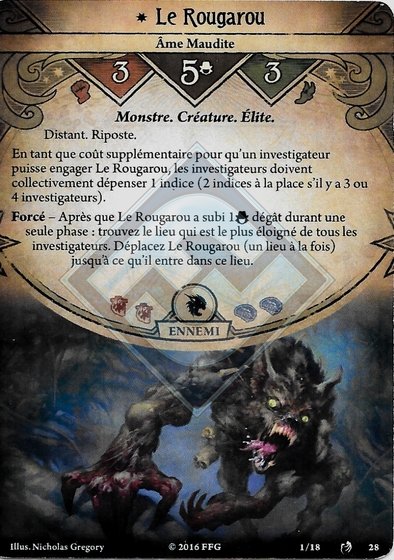 Le Rougarou
Âme Maudite
3 5 3
Monstre. Créature. Élite.
Distant. Riposte.
En tant que coût supplémentaire pour qu'un investigateur
puisse engager Le Rougarou, les investigateurs doivent
collectivement dépenser 1 indice (2 indices à la place s'il y a 3 ou
4 investigateurs).
Forcé – Après que Le Rougarou a subi 1 dégât durant une
seule phase : trouvez le lieu qui est le plus éloigné de tous les
investigateurs. Déplacez Le Rougarou (un lieu à la fois)
jusqu'à ce qu'il entre dans ce lieu.
ENNEMI
Illus. Nicholas Gregory © 2016 FFG 1/18 28